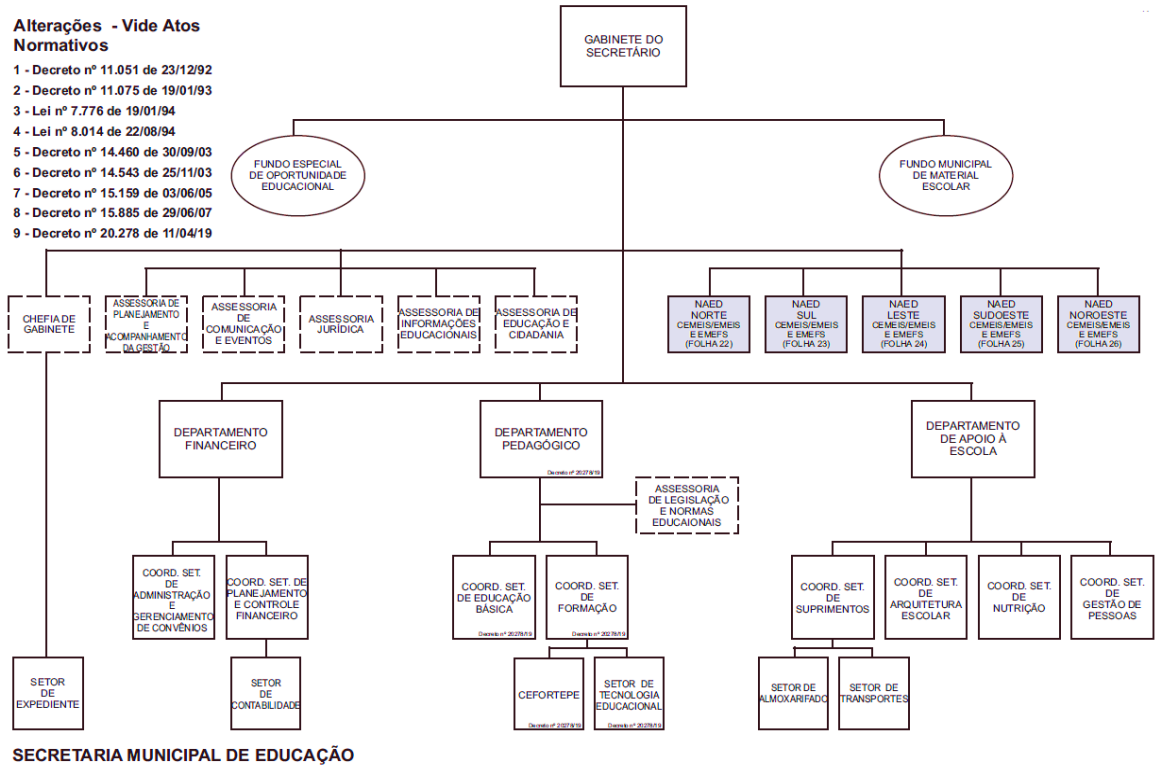 Alterações - Vide Atos
Normativos
1 - Decreto nº 11.051 de 23/12/92
2 - Decreto nº 11.075 de 19/01/93
3 - Lei nº 7.776 de 19/01/94
4 - Lei nº 8.014 de 22/08/94
5 - Decreto nº 14.460 de 30/09/03
6 - Decreto nº 14.543 de 25/11/03
7 - Decreto nº 15.159 de 03/06/05
8 - Decreto nº 15.885 de 29/06/07
9 - Decreto nº 20.278 de 11/04/19
GABINETE DO
SECRETÁRIO
FUNDO ESPECIAL
DE OPORTUNIDADE
EDUCACIONAL
FUNDO MUNICIPAL
DE MATERIAL
ESCOLAR
CHEFIA DE
GABINETE
ASSESSORIA DE
PLANEJAMENTO
E
ACOMPANHAMENTO
DA GESTÃO
ASSESSORIA
DE
COMUNICAÇÃO
E EVENTOS
ASSESSORIA
JURÍDICA
ASSESSORIA
DE
INFORMAÇÕES
EDUCACIONAIS
ASSESSORIA
DE
EDUCAÇÃO E
CIDADANIA
NAED
NORTE
CEMEIS/EMEIS
E EMEFS
(FOLHA 22)
NAED
SUL
CEMEIS/EMEIS
E EMEFS
(FOLHA 23)
NAED
LESTE
CEMEIS/EMEIS
E EMEFS
(FOLHA 24)
NAED
SUDOESTE
CEMEIS/EMEIS
E EMEFS
(FOLHA 25)
NAED
NOROESTE
CEMEIS/EMEIS
E EMEFS
(FOLHA 26)
DEPARTAMENTO
FINANCEIRO
DEPARTAMENTO
PEDAGÓGICO
Decreto nº 20278/19
DEPARTAMENTO
DE APOIO À
ESCOLA
ASSESSORIA
DE LEGISLAÇÃO
E NORMAS
EDUCAIONAIS
COORD. SET.
DE
ADMINISTRAÇÃO
E
GERENCIAMENTO
DE CONVÊNIOS
COORD. SET. DE
PLANEJAMENTO
E CONTROLE
FINANCEIRO
COORD. SET.
DE EDUCAÇÃO
BÁSICA
Decreto nº 20278/19
COORD. SET.
DE
FORMAÇÃO
Decreto nº 20278/19
COORD. SET.
DE
SUPRIMENTOS
COORD. SET.
DE
ARQUITETURA
ESCOLAR
COORD. SET.
DE
NUTRIÇÃO
COORD. SET.
DE
GESTÃO DE
PESSOAS
SETOR
DE
EXPEDIENTE
SETOR
DE
CONTABILIDADE
CEFORTEPE
Decreto nº 20278/19
SETOR DE
TECNOLOGIA
EDUCACIONAL
Decreto nº 20278/19
SETOR DE
ALMOXARIFADO
SETOR DE
TRANSPORTES
SECRETARIA MUNICIPAL DE EDUCAÇÃO